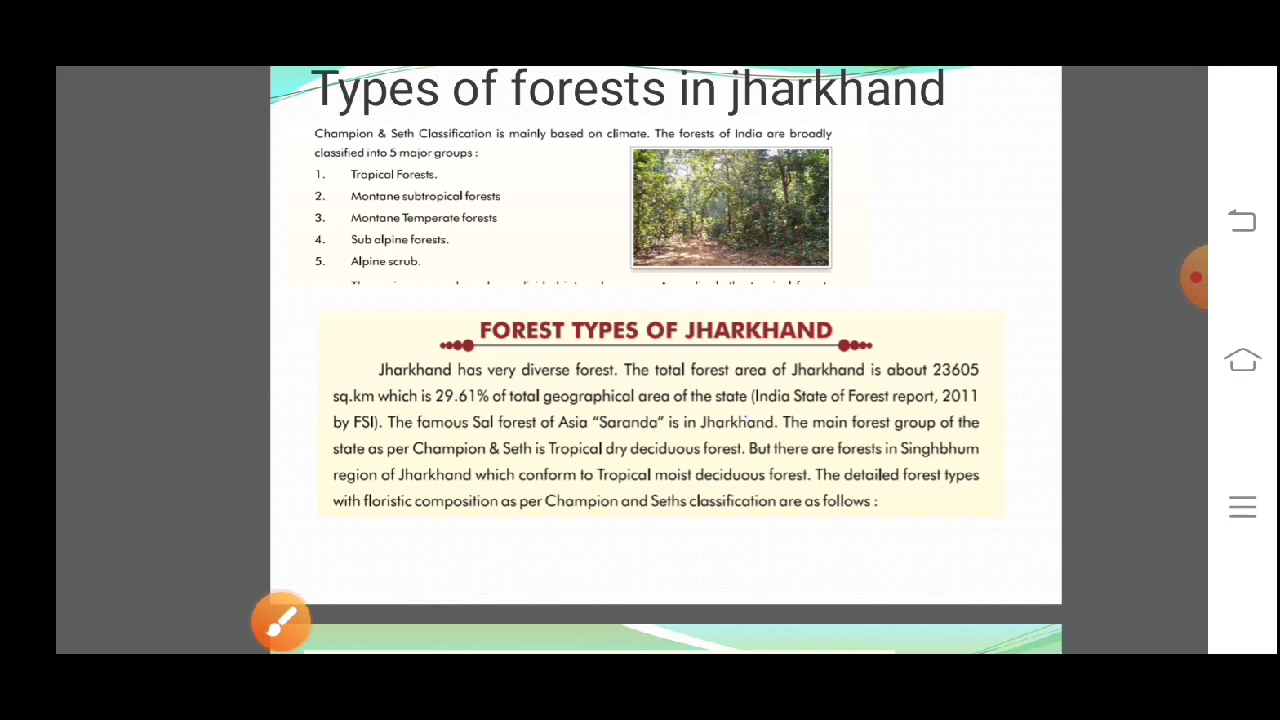 Types of forests in jharkhand
Champion & Seth Classification is mainly based on climate. The forests of India are broadly
classified into 5 major groups :
1. Tropical Forests.
2. Montane subtropical forests
3. Montane Temperate forests
4. Sub alpine forests.
5. Alpine scrub.
FOREST TYPES OF JHARKHAND
Jharkhand has very diverse forest. The total forest area of Jharkhand is about 23605
sq.km which is 29.61% of total geographical area of the state (India State of Forest report, 2011
by FSI). The famous Sal forest of Asia “Saranda” is in Jharkhand. The main forest group of the
state as per Champion & Seth is Tropical dry deciduous forest. But there are forests in Singhbhum
region of Jharkhand which conform to Tropical moist deciduous forest. The detailed forest types
with floristic composition as per Champion and Seths classification are as follows :